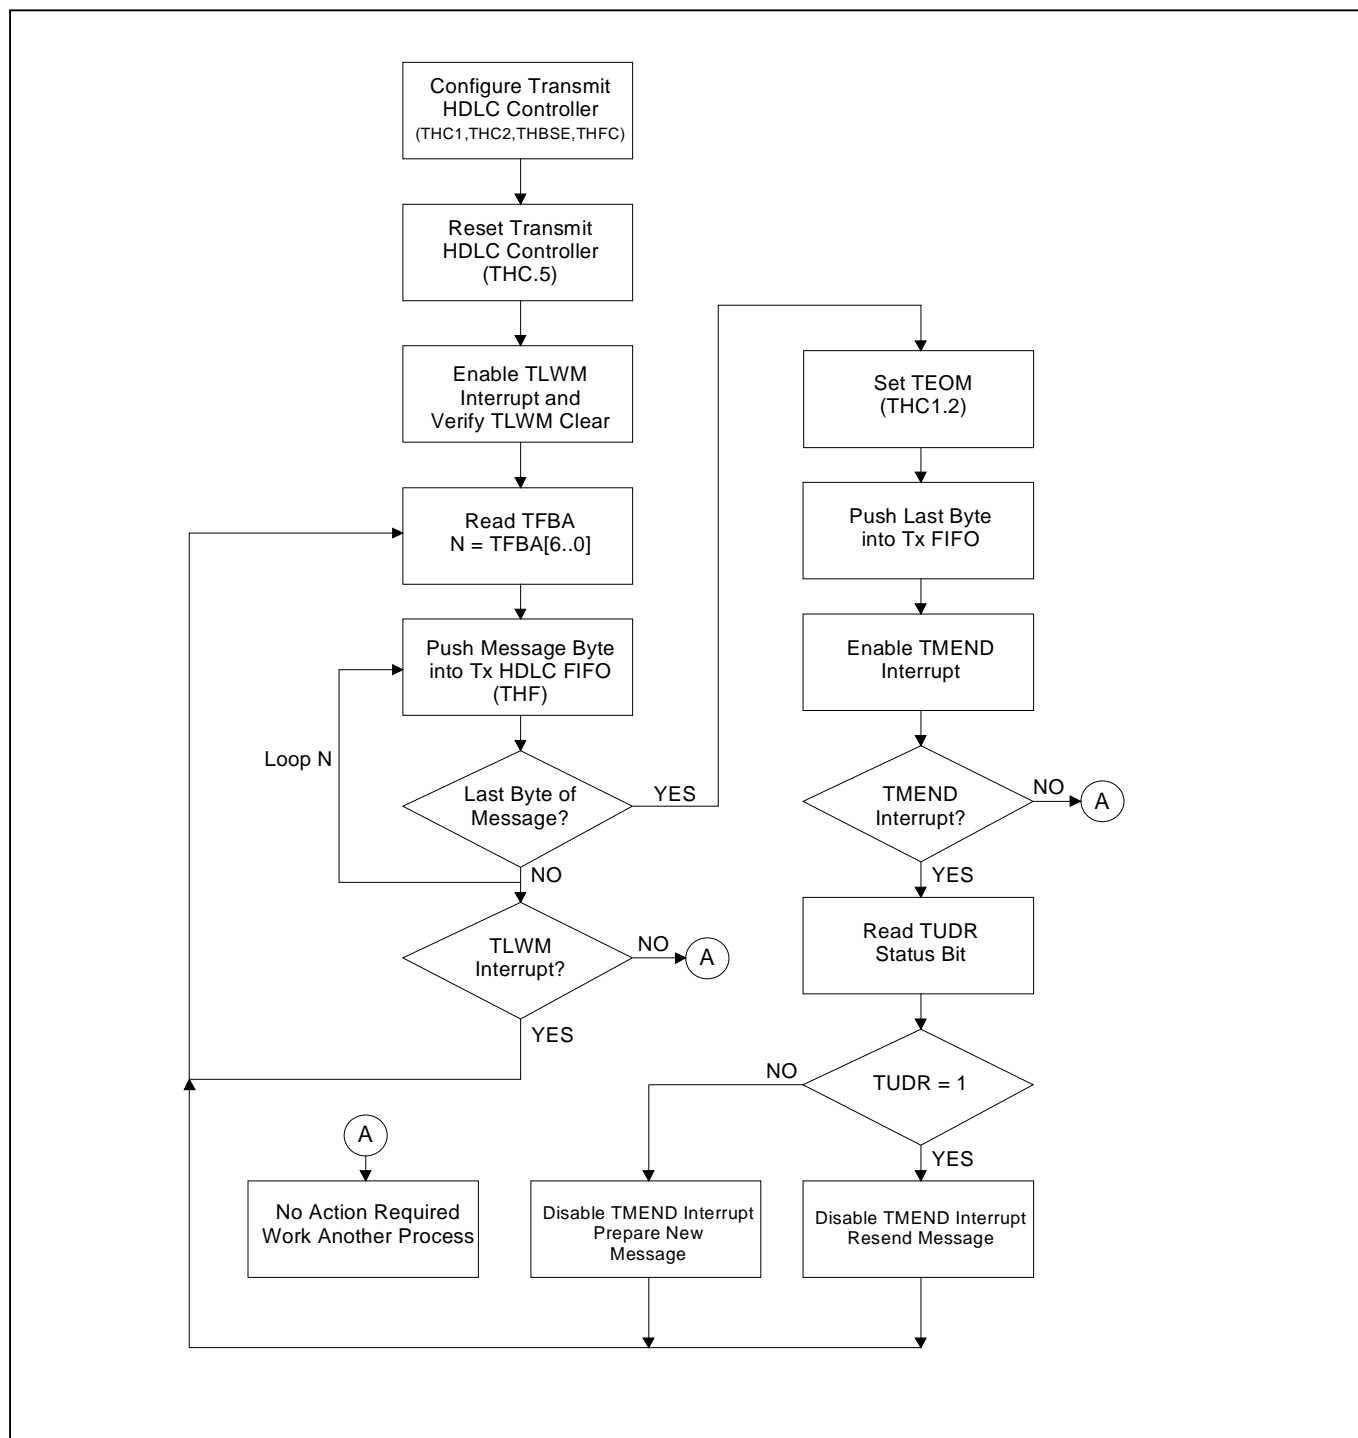 Configure Transmit
HDLC Controller
(THC1,THC2,THBSE,THFC)
Reset Transmit
HDLC Controller
(THC.5)
Enable TLWM
Interrupt and
Verify TLWM Clear
Read TFBA
N = TFBA[6..0]
Push Message Byte
into Tx HDLC FIFO
(THF)
Loop N
Last Byte of
Message?
YES
NO
TLWM
Interrupt?
NO
A
YES
A
No Action Required
Work Another Process
Set TEOM
(THC1.2)
Push Last Byte
into Tx FIFO
Enable TMEND
Interrupt
TMEND
Interrupt?
NO
A
YES
Read TUDR
Status Bit
TUDR = 1
NO
YES
Disable TMEND Interrupt
Prepare New
Message
Disable TMEND Interrupt
Resend Message